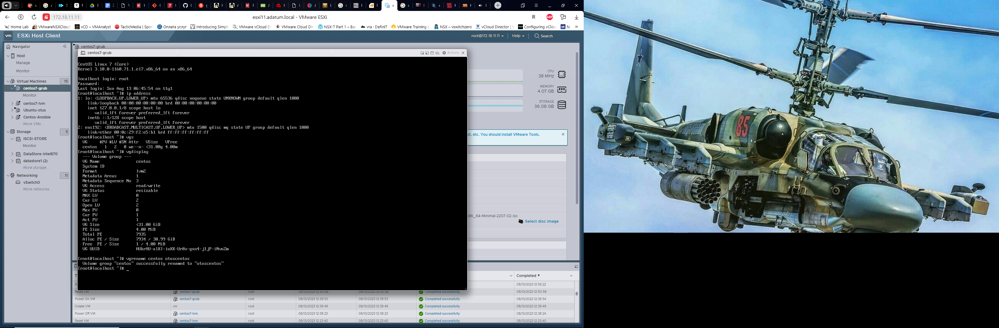 172.18.11.11
esxi11.adatum.local - VMware ESXi
ABP
Home Lab
VMwareNSXCloud
vCD – VMAnalyst
TacticMedia | Spon
Оплата услуг
Introducing Simpli
VMware vCloud Di
VMware Cloud Dire
NSX-T Part 1 – Bas
vra · DefinIT
VMware Training L
NSX – vswitchzero
vCloud Director | V
Configuring vClou
vm ESXi Host Client
root@172.18.11.11
Help
Search
Navigator
Host
Manage
Monitor
Virtual Machines 15
centos7-grub
Monitor
centos7-lvm
Ubuntu-otus
Centos-Ansible
More VMs...
Storage 5
iSCSI-STORE
Monitor
DataStore-Intel670
datastore1 (2)
More storage...
Networking 11
vSwitch0
More networks...
centos7-grub
centos7-grub
Actions
CentOS Linux 7 (Core)
Kernel 3.10.0-1160.71.1.el7.x86_64 on an x86_64
localhost login: root
Password:
Last login: Sun Aug 13 06:45:54 on tty1
[root@localhost ~]# ip address
1: lo: <LOOPBACK,UP,LOWER_UP> mtu 65536 qdisc noqueue state UNKNOWN group default qlen 1000
link/loopback 00:00:00:00:00:00 brd 00:00:00:00:00:00
inet 127.0.0.1/8 scope host lo
valid_lft forever preferred_lft forever
inet6 ::1/128 scope host
valid_lft forever preferred_lft forever
2: ens192: <BROADCAST,MULTICAST,UP,LOWER_UP> mtu 1500 qdisc mq state UP group default qlen 1000
link/ether 00:0c:29:f2:e5:b1 brd ff:ff:ff:ff:ff:ff
[root@localhost ~]# vgs
VG #PV #LV #SN Attr VSize VFree
centos 1 2 0 wz--n- <31.00g 4.00m
[root@localhost ~]# vgdisplay
--- Volume group ---
VG Name centos
System ID
Format lvm2
Metadata Areas 1
Metadata Sequence No 3
VG Access read/write
VG Status resizable
MAX LV 0
Cur LV 2
Open LV 2
Max PV 0
Cur PV 1
Act PV 1
VG Size <31.00 GiB
PE Size 4.00 MiB
Total PE 7935
Alloc PE / Size 7934 / 30.99 GiB
Free PE / Size 1 / 4.00 MiB
VG UUID HUkrHU-alKI-iuKK-Ur0x-gnx4-j1jP-iNvuZm
[root@localhost ~]# vgrename centos otuscentos
Volume group "centos" successfully renamed to "otuscentos"
[root@localhost ~]# _
CPU
38 MHz
MEMORY
4.07 GB
STORAGE
36.08 GB
ot, etc. You should install VMware Tools.
x86_64-Minimal-2207-02.iso
Select disc image
Completed
08/13/2023 12:56:22
Reset VM centos7-grub root 08/13/2023 12:50:58 08/13/2023 12:50:58 Completed successfully 08/13/2023 12:50:58
Power On VM centos7-grub root 08/13/2023 12:39:53 08/13/2023 12:39:53 Completed successfully 08/13/2023 12:39:54
Create VM vm root 08/13/2023 12:39:49 08/13/2023 12:39:49 Completed successfully 08/13/2023 12:39:49
Power Off VM centos7-lvm root 08/13/2023 12:38:23 08/13/2023 12:38:23 Completed successfully 08/13/2023 12:38:24
Reset VM centos7-lvm root 08/13/2023 12:23:40 08/13/2023 12:23:40 Completed successfully 08/13/2023 12:23:40
85